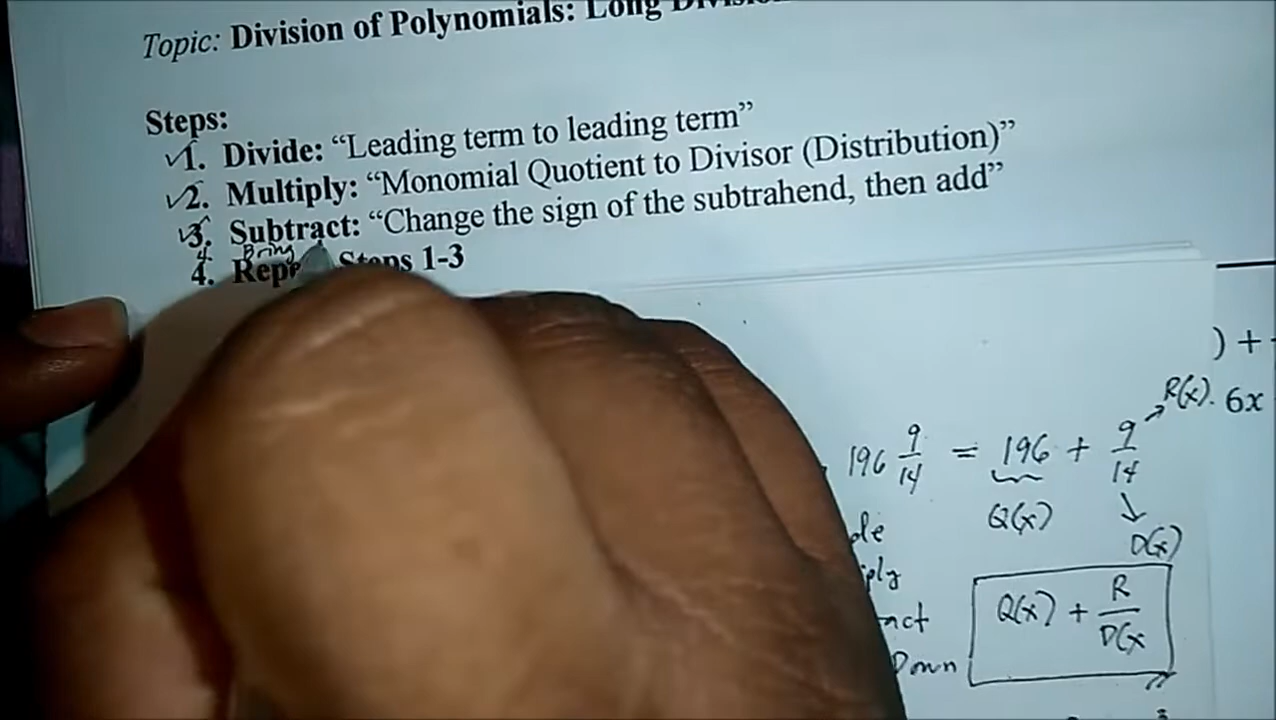 Topic: Division of Polynomials: Long
Steps:
✓1. Divide: “Leading term to leading term”
✓2. Multiply: “Monomial Quotient to Divisor (Distribution)”
✓3. Subtract: “Change the sign of the subtrahend, then add”
4. Bring
4. Steps 1-3
) +
R(x). 6x
196 9/14 = 196 + 9/14
Q(x)
D(x)
Q(x) + R/D(x
Down